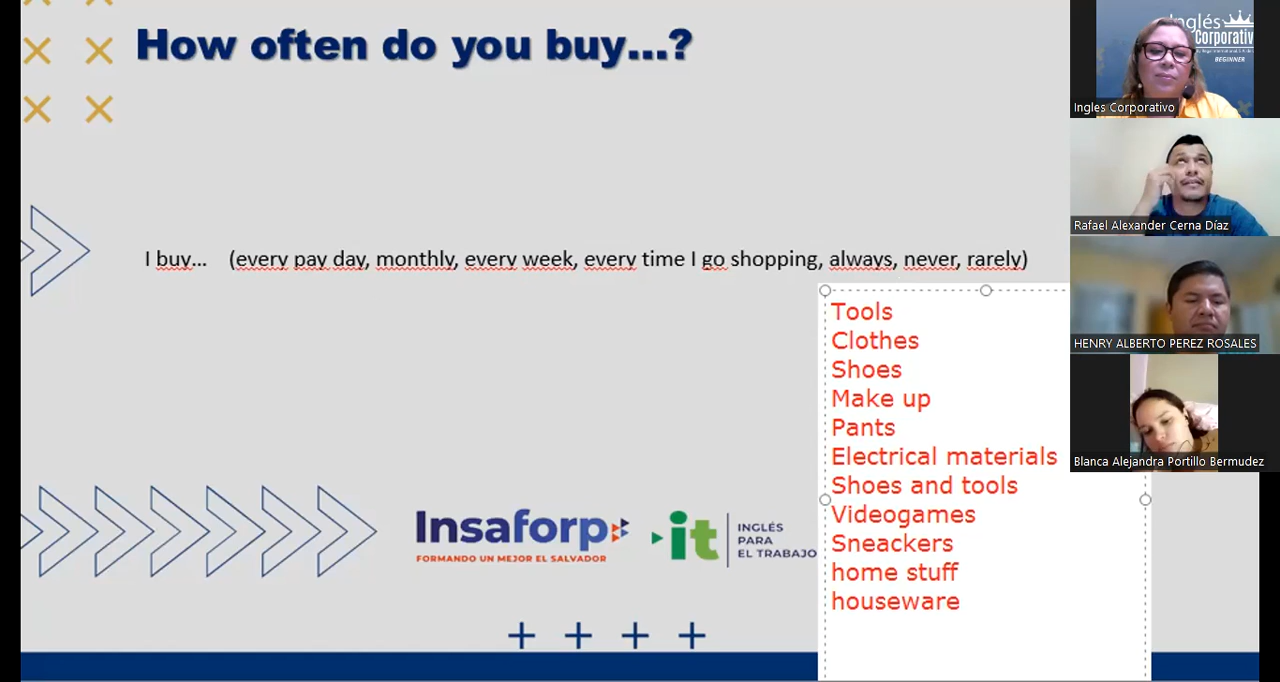 How often do you buy...?
I buy... (every pay day, monthly, every week, every time I go shopping, always, never, rarely)
Tools
Clothes
Shoes
Make up
Pants
Electrical materials
Shoes and tools
Videogames
Sneackers
home stuff
houseware
Insaforp
FORMANDO UN MEJOR EL SALVADOR
it
INGLÉS
PARA
EL TRABAJO
Inglés
Corporativ
BEGINNER
Ingles Corporativo
Rafael Alexander Cerna Díaz
HENRY ALBERTO PEREZ ROSALES
Blanca Alejandra Portillo Bermudez